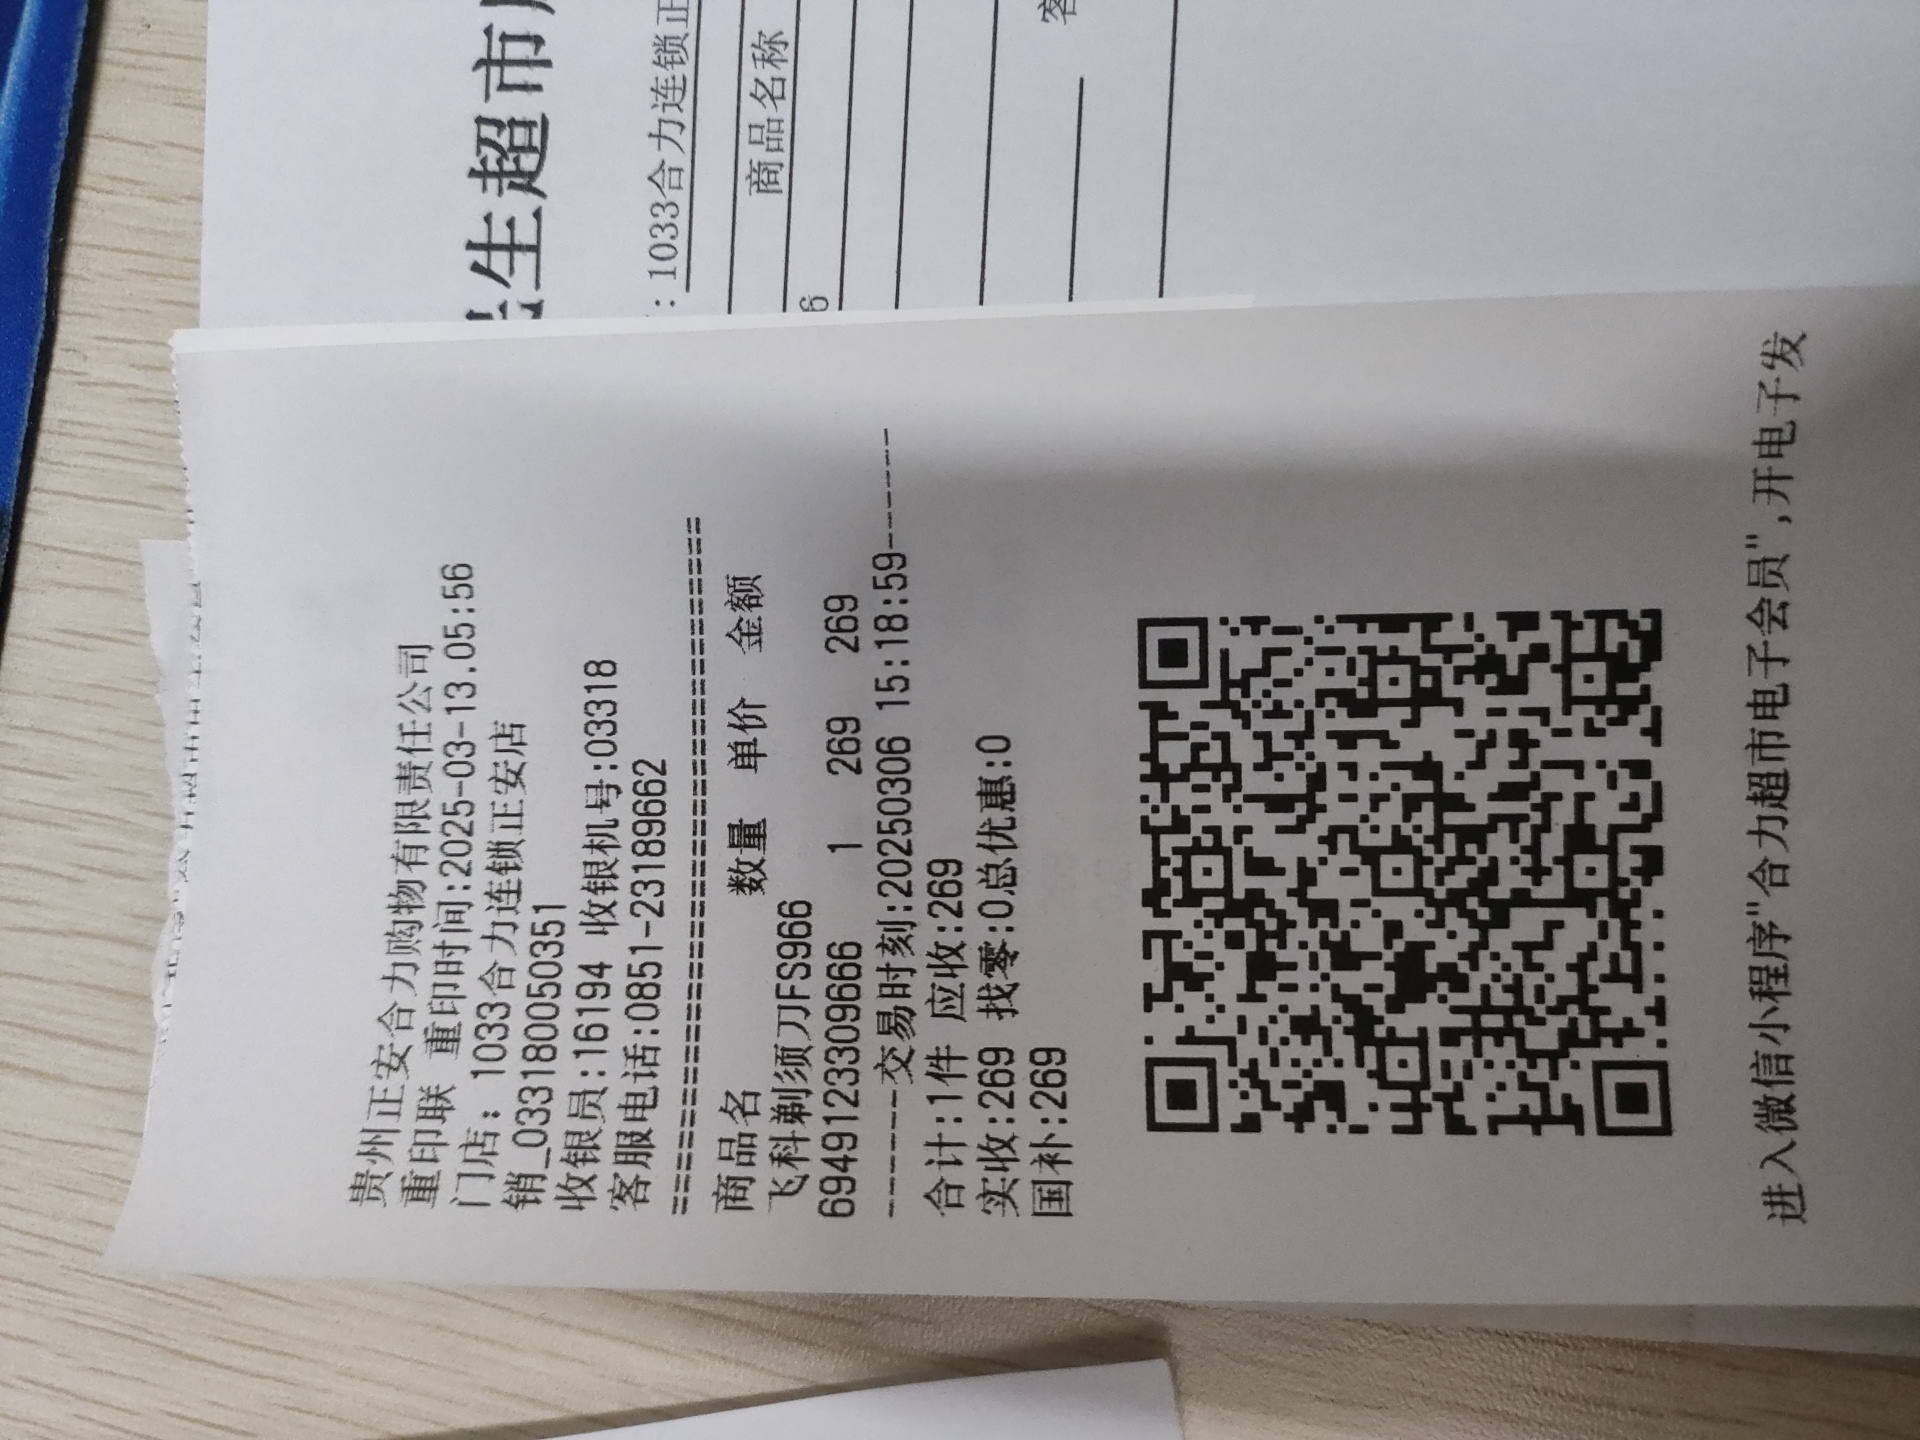 生超市
: 1033合力连锁正
商品名称
6
客
贵州正安合力购物有限责任公司
重印联 重印时间:2025-03-13.05:56
门店: 1033合力连锁正安店
销_033180050351
收银员:16194 收银机号:03318
客服电话:0851-23189662
==========================================
商品名 数量 单价 金额
飞科剃须刀FS966
6949123309666 1 269 269
------交易时刻:20250306 15:18:59------
合计:1件 应收:269
实收:269 找零:0总优惠:0
国补:269
进入微信小程序"合力超市电子会员",开电子发